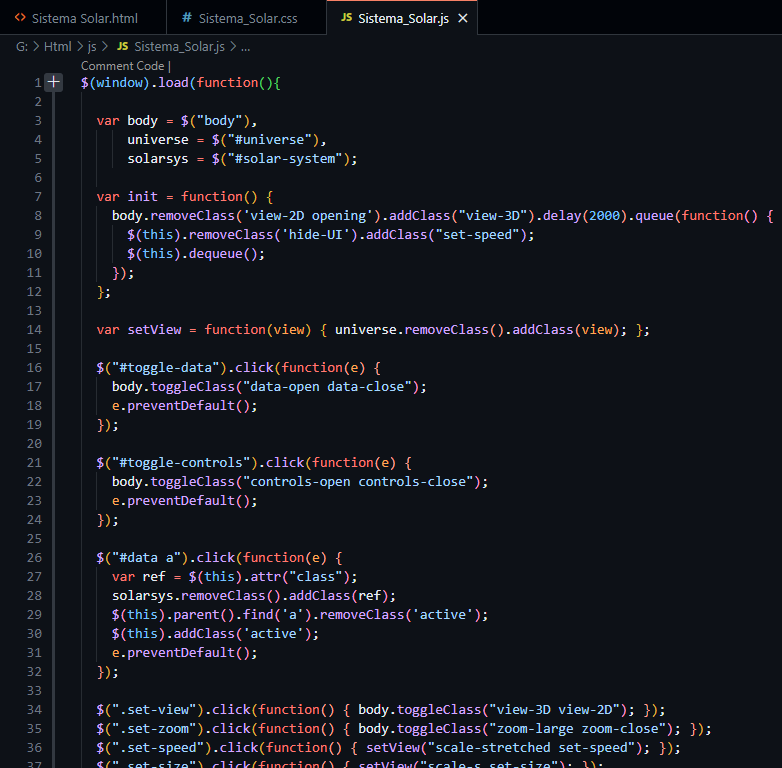 <> Sistema Solar.html # Sistema_Solar.css JS Sistema_Solar.js ×
G: > Html > js > JS Sistema_Solar.js > ...
Comment Code |
1 + $(window).load(function(){
2
3 var body = $("body"),
4 universe = $("#universe"),
5 solarsys = $("#solar-system");
6
7 var init = function() {
8 body.removeClass('view-2D opening').addClass("view-3D").delay(2000).queue(function() {
9 $(this).removeClass('hide-UI').addClass("set-speed");
10 $(this).dequeue();
11 });
12 };
13
14 var setView = function(view) { universe.removeClass().addClass(view); };
15
16 $("#toggle-data").click(function(e) {
17 body.toggleClass("data-open data-close");
18 e.preventDefault();
19 });
20
21 $("#toggle-controls").click(function(e) {
22 body.toggleClass("controls-open controls-close");
23 e.preventDefault();
24 });
25
26 $("#data a").click(function(e) {
27 var ref = $(this).attr("class");
28 solarsys.removeClass().addClass(ref);
29 $(this).parent().find('a').removeClass('active');
30 $(this).addClass('active');
31 e.preventDefault();
32 });
33
34 $(".set-view").click(function() { body.toggleClass("view-3D view-2D"); });
35 $(".set-zoom").click(function() { body.toggleClass("zoom-large zoom-close"); });
36 $(".set-speed").click(function() { setView("scale-stretched set-speed"); });
37 $(".set-size").click(function() { setView("scale-s set-size"); });